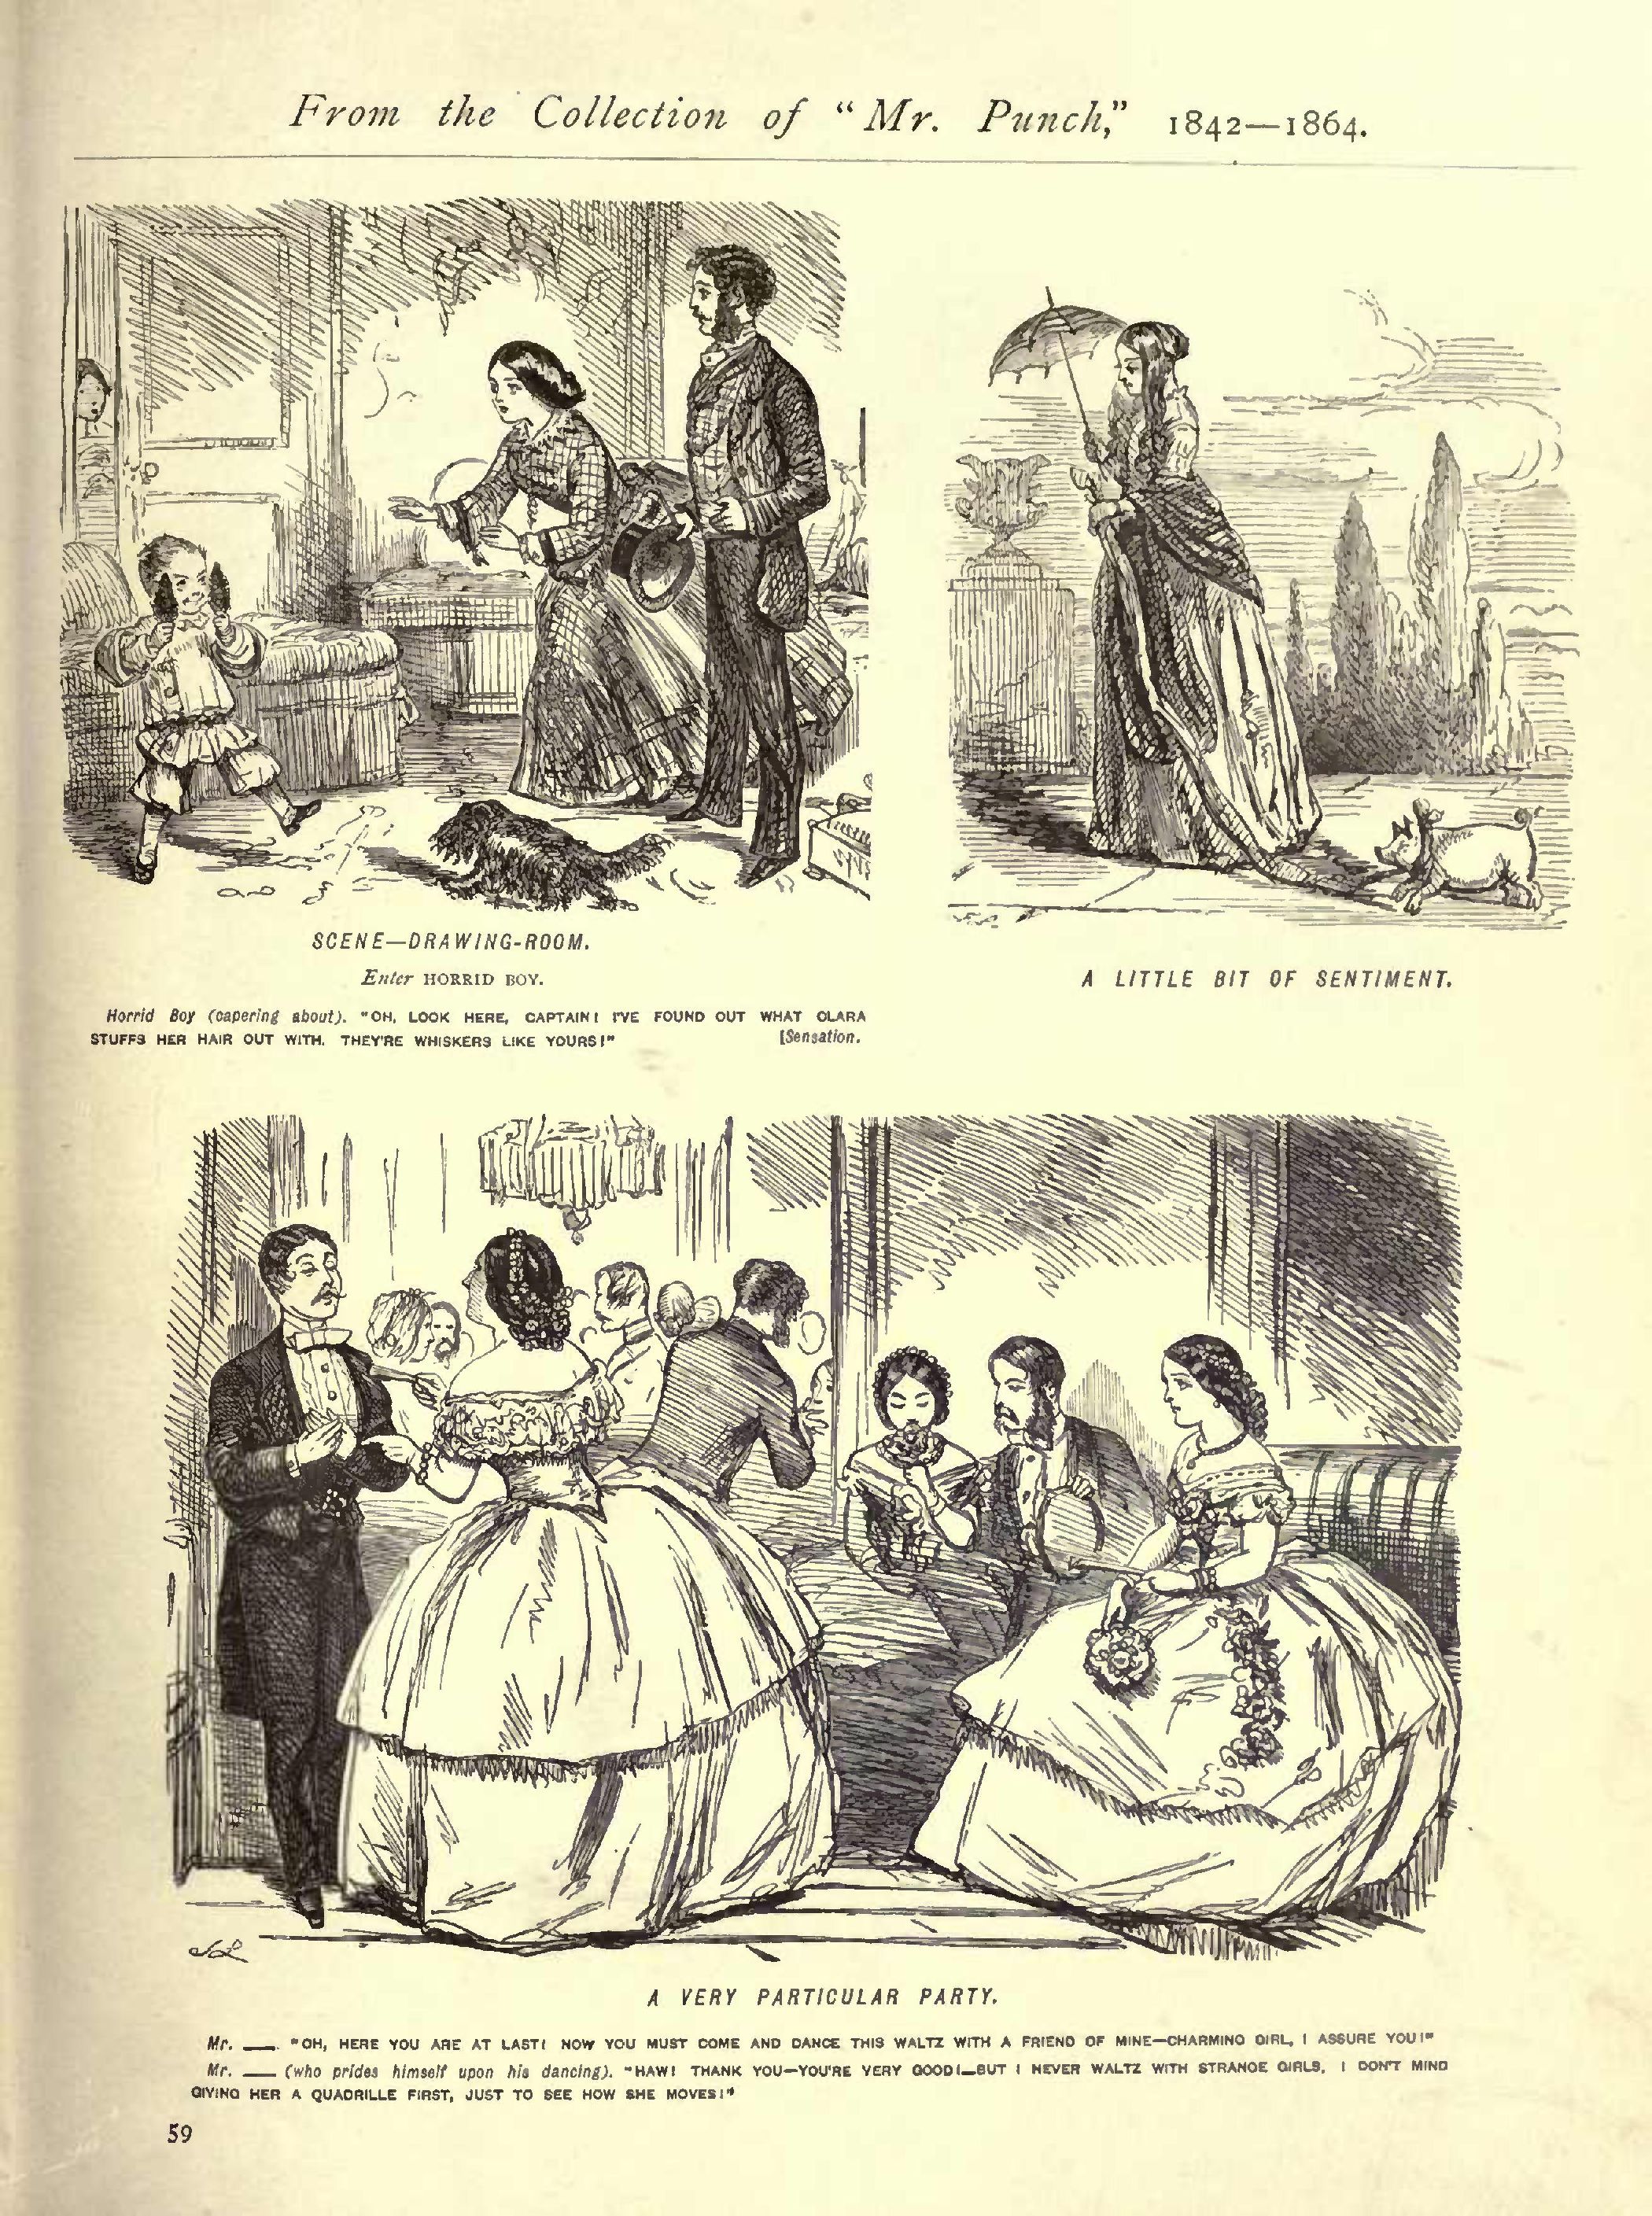 From the Collection of "Mr. Punch," 1842—1864.
SCENE—DRAWING-ROOM.
Enter HORRID BOY.
Horrid Boy (capering about). "OH, LOOK HERE, CAPTAIN! I'VE FOUND OUT WHAT CLARA
STUFFS HER HAIR OUT WITH. THEY'RE WHISKERS LIKE YOURS!" [Sensation.
A LITTLE BIT OF SENTIMENT.
JL
A VERY PARTICULAR PARTY.
Mr. ——. "OH, HERE YOU ARE AT LAST! NOW YOU MUST COME AND DANCE THIS WALTZ WITH A FRIEND OF MINE—CHARMING GIRL, I ASSURE YOU!"
Mr. —— (who prides himself upon his dancing). "HAW! THANK YOU—YOU'RE VERY GOOD!—BUT I NEVER WALTZ WITH STRANGE GIRLS. I DON'T MIND
GIVING HER A QUADRILLE FIRST, JUST TO SEE HOW SHE MOVES!"
59